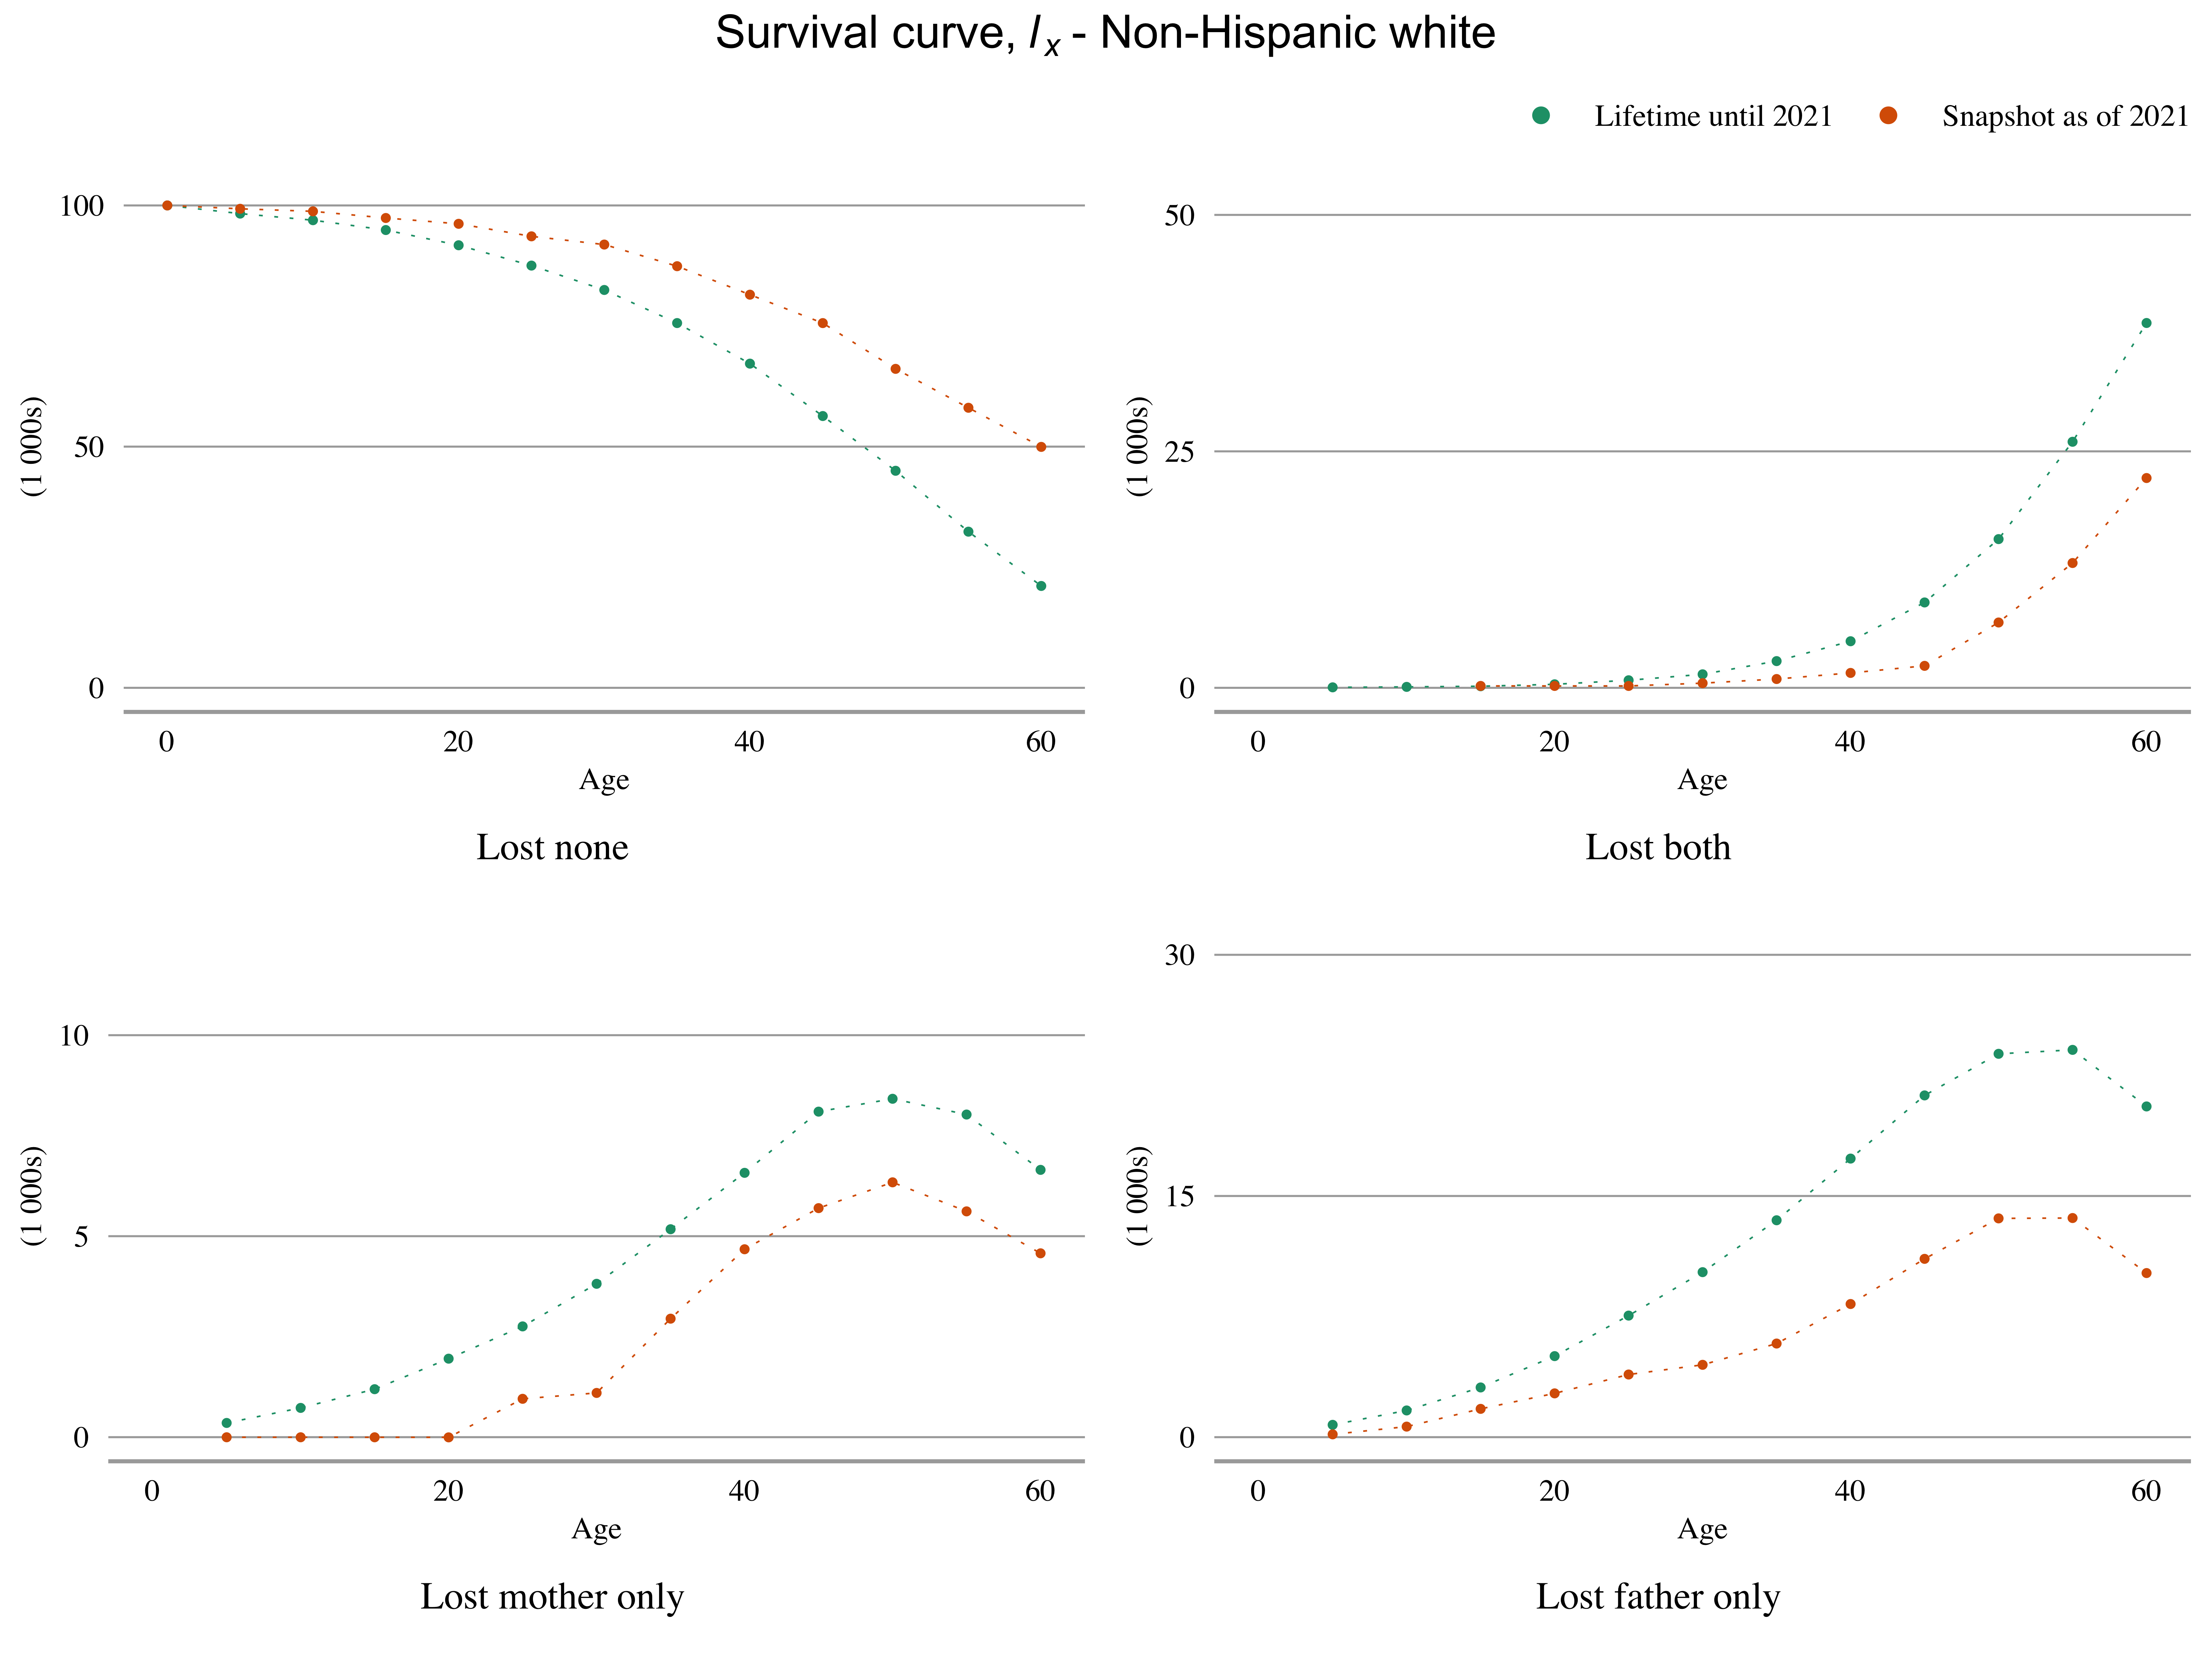 Survival curve, lx - Non-Hispanic white
Lifetime until 2021 Snapshot as of 2021
100
50
0
(1 000s)
0 20 40 60
Age
Lost none
50
25
0
(1 000s)
0 20 40 60
Age
Lost both
10
5
0
(1 000s)
0 20 40 60
Age
Lost mother only
30
15
0
(1 000s)
0 20 40 60
Age
Lost father only